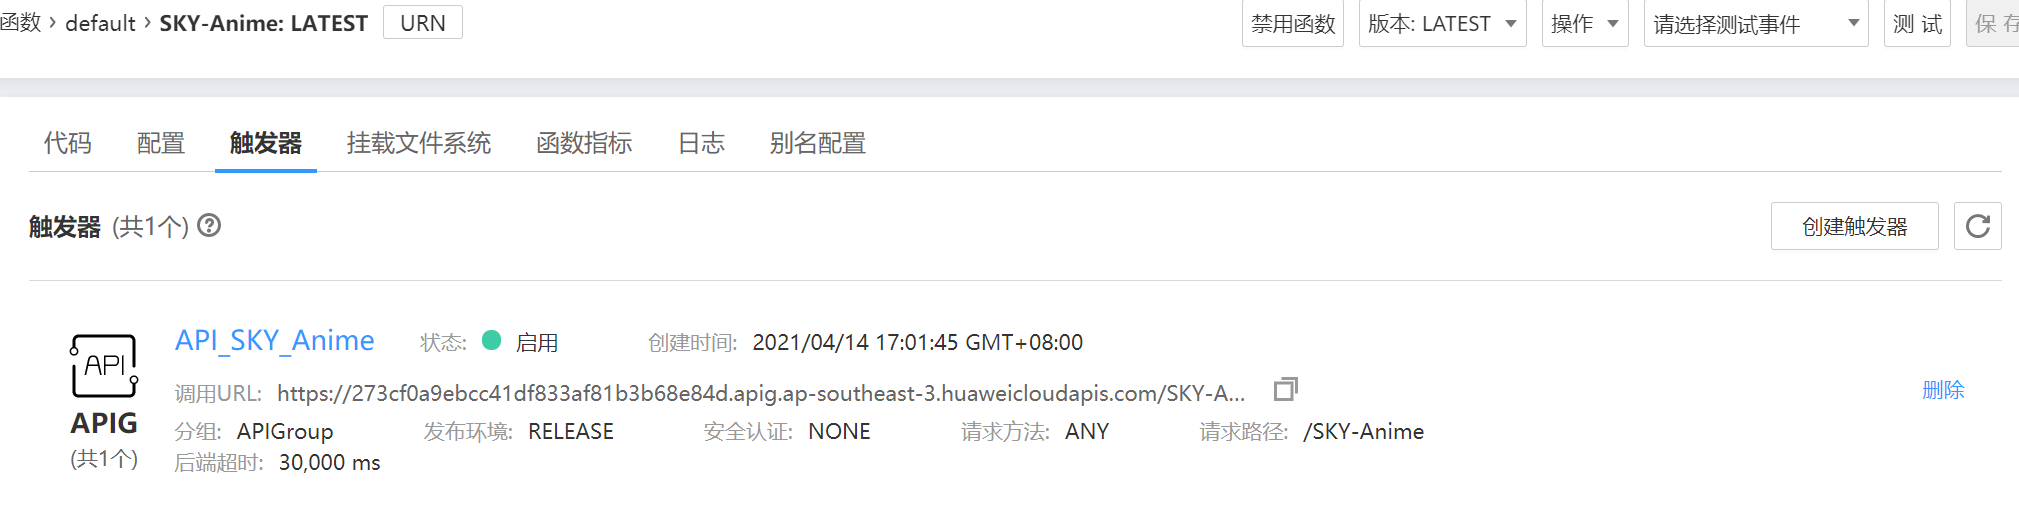 函数 › default › SKY-Anime: LATEST URN 禁用函数 版本: LATEST 操作 请选择测试事件 测 试 保 存
代码 配置 触发器 挂载文件系统 函数指标 日志 别名配置
触发器 (共1个) ? 创建触发器
API_SKY_Anime 状态: 启用 创建时间: 2021/04/14 17:01:45 GMT+08:00
API
调用URL: https://273cf0a9ebcc41df833af81b3b68e84d.apig.ap-southeast-3.huaweicloudapis.com/SKY-A... 删除
APIG
分组: APIGroup 发布环境: RELEASE 安全认证: NONE 请求方法: ANY 请求路径: /SKY-Anime
(共1个)
后端超时: 30,000 ms